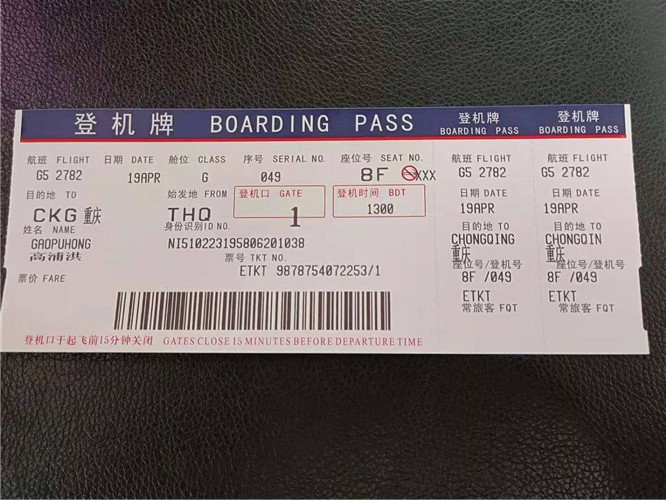 登机牌 BOARDING PASS
航班 FLIGHT 日期 DATE 舱位 CLASS 序号 SERIAL NO. 座位号 SEAT NO.
G5 2782 19APR G 049 8F XXX
目的地 TO 始发地 FROM 登机口 GATE 登机时间 BDT
CKG 重庆 THQ 1 1300
姓名 NAME 身份识别 ID NO.
GAOPUHONG NI510223195806201038
高浦洪 票号 TKT NO.
票价 FARE ETKT 9878754072253/1
登机口于起飞前15分钟关闭 GATES CLOSE 15 MINUTES BEFORE DEPARTURE TIME
登机牌
BOARDING PASS
航班 FLIGHT
G5 2782
日期 DATE
19APR
目的地 TO
CHONGQING
重庆
座位号/登机号
8F /049
ETKT
常旅客 FQT
登机牌
BOARDING PASS
航班 FLIGHT
G5 2782
日期 DATE
19APR
目的地 TO
CHONGQIN
重庆
座位号/登机号
8F /049
ETKT
常旅客 FQT